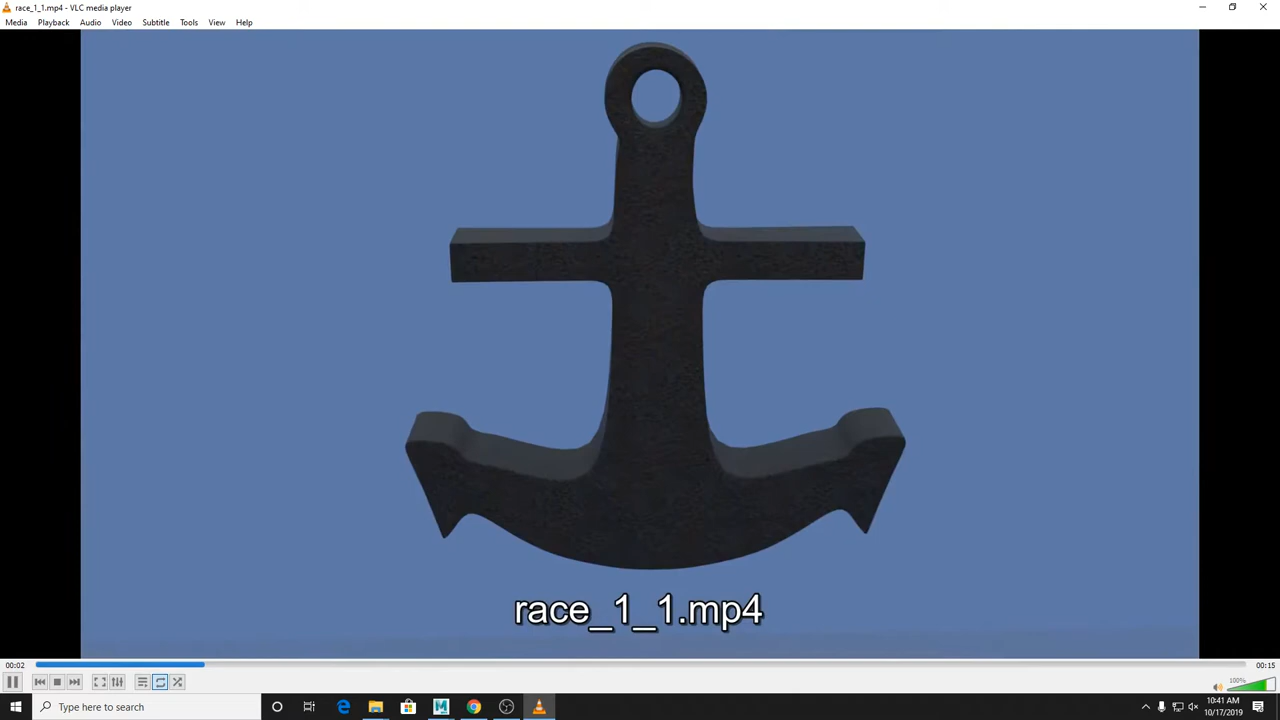 race_1_1.mp4 - VLC media player
Media Playback Audio Video Subtitle Tools View Help
race_1_1.mp4
00:02
00:15
100%
Type here to search
10:41 AM
10/17/2019